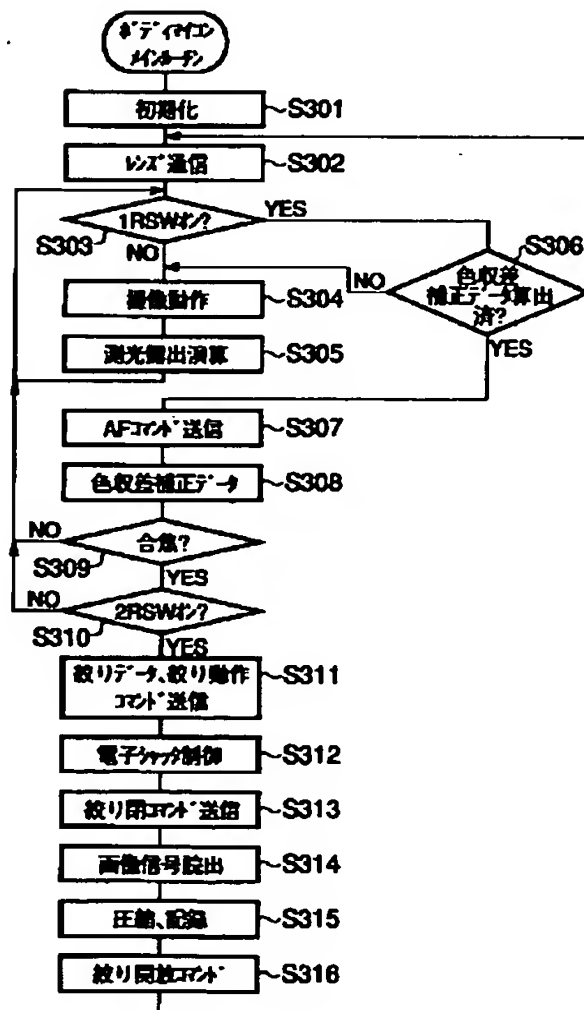 ボディマイコン
メインルーチン
初期化
S301
レンズ通信
S302
1RSWオン?
YES
S303
NO
S306
色収差
補正データ算出
済?
NO
YES
撮像動作
S304
測光露出演算
S305
AFコマンド送信
S307
色収差補正データ
S308
NO
合焦?
S309
YES
NO
2RSWオン?
S310
YES
絞りデータ、絞り動作
コマンド送信
S311
電子シャッタ制御
S312
絞り閉コマンド送信
S313
画像信号読出
S314
圧縮、記録
S315
絞り開放コマンド
S316